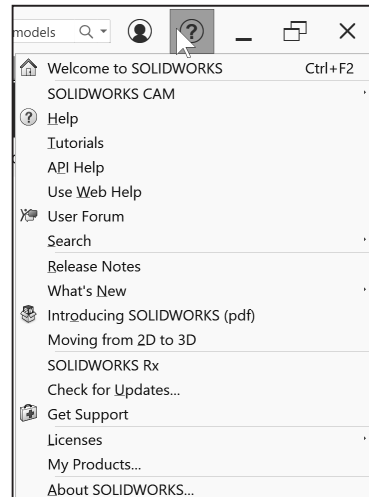 models
Welcome to SOLIDWORKS Ctrl+F2
SOLIDWORKS CAM
Help
Tutorials
API Help
Use Web Help
User Forum
Search
Release Notes
What's New
Introducing SOLIDWORKS (pdf)
Moving from 2D to 3D
SOLIDWORKS Rx
Check for Updates...
Get Support
Licenses
My Products...
About SOLIDWORKS...